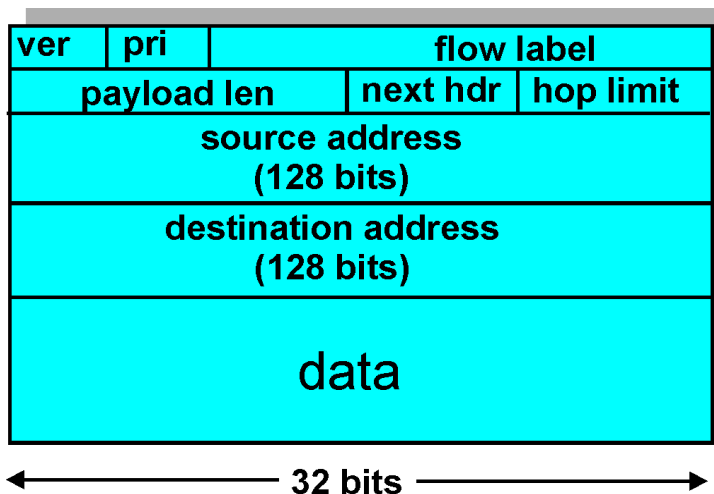 ver pri flow label
payload len next hdr hop limit
source address
(128 bits)
destination address
(128 bits)
data
32 bits